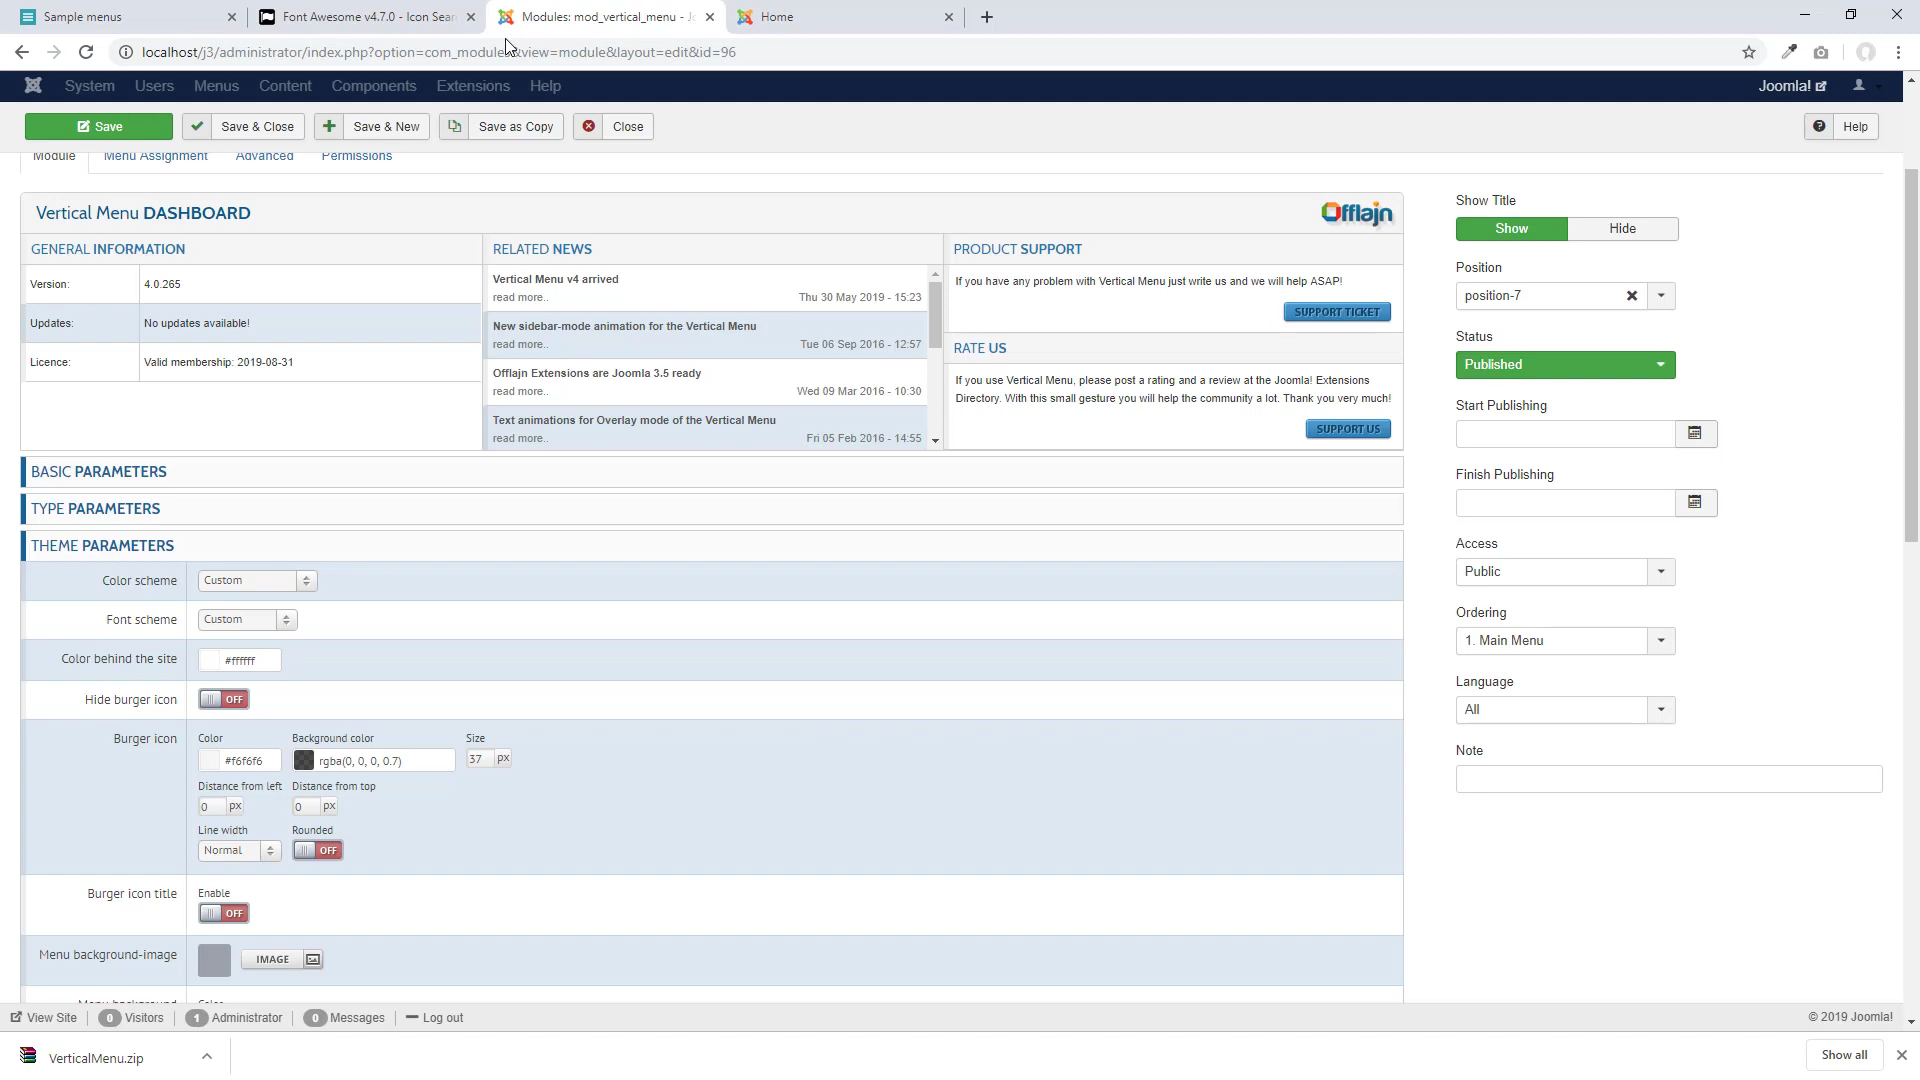 Sample menus
Font Awesome v4.7.0 - Icon Sear
Modules: mod_vertical_menu - Jo
Home
localhost/j3/administrator/index.php?option=com_modules&view=module&layout=edit&id=96
System
Users
Menus
Content
Components
Extensions
Help
Joomla!
Save
Save & Close
Save & New
Save as Copy
Close
Help
Module
Menu Assignment
Advanced
Permissions
Vertical Menu DASHBOARD
Offlajn
GENERAL INFORMATION
Version:
4.0.265
Updates:
No updates available!
Licence:
Valid membership: 2019-08-31
RELATED NEWS
Vertical Menu v4 arrived
read more..
Thu 30 May 2019 - 15:23
New sidebar-mode animation for the Vertical Menu
read more..
Tue 06 Sep 2016 - 12:57
Offlajn Extensions are Joomla 3.5 ready
read more..
Wed 09 Mar 2016 - 10:30
Text animations for Overlay mode of the Vertical Menu
read more..
Fri 05 Feb 2016 - 14:55
PRODUCT SUPPORT
If you have any problem with Vertical Menu just write us and we will help ASAP!
SUPPORT TICKET
RATE US
If you use Vertical Menu, please post a rating and a review at the Joomla! Extensions
Directory. With this small gesture you will help the community a lot. Thank you very much!
SUPPORT US
BASIC PARAMETERS
TYPE PARAMETERS
THEME PARAMETERS
Color scheme
Custom
Font scheme
Custom
Color behind the site
#ffffff
Hide burger icon
OFF
Burger icon
Color
Background color
Size
#f6f6f6
rgba(0, 0, 0, 0.7)
37 px
Distance from left
Distance from top
0 px
0 px
Line width
Rounded
Normal
OFF
Burger icon title
Enable
OFF
Menu background-image
IMAGE
Show Title
Show
Hide
Position
position-7
Status
Published
Start Publishing
Finish Publishing
Access
Public
Ordering
1. Main Menu
Language
All
Note
View Site
0 Visitors
1 Administrator
0 Messages
Log out
© 2019 Joomla!
VerticalMenu.zip
Show all